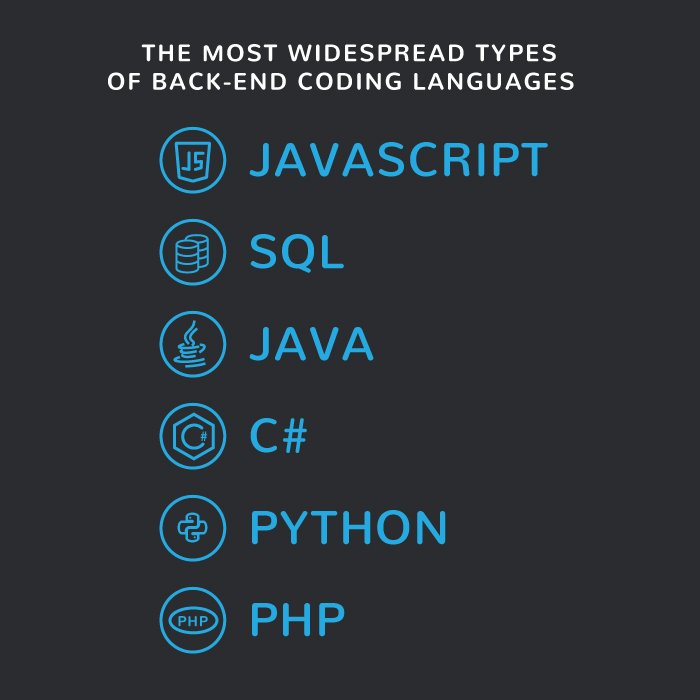 THE MOST WIDESPREAD TYPES
OF BACK-END CODING LANGUAGES
JS JAVASCRIPT
SQL
JAVA
C# C#
PYTHON
PHP PHP